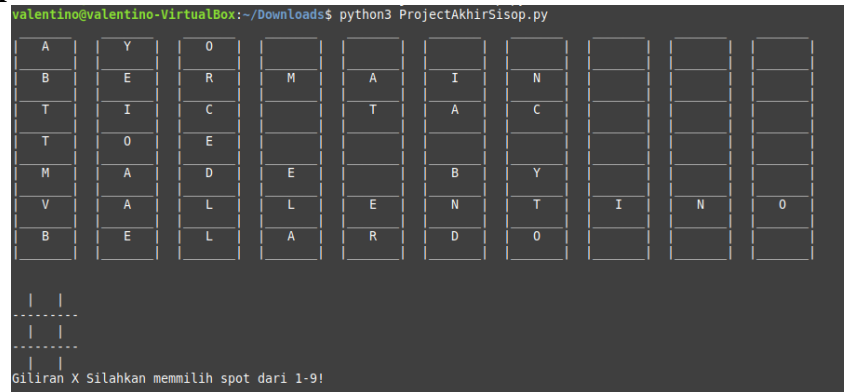 valentino@valentino-VirtualBox:~/Downloads$ python3 ProjectAkhirSisop.py
A Y O
B E R M A I N
T I C T A C
T O E
M A D E B Y
V A L L E N T I N O
B E L L A R D O
Giliran X Silahkan memmilih spot dari 1-9!